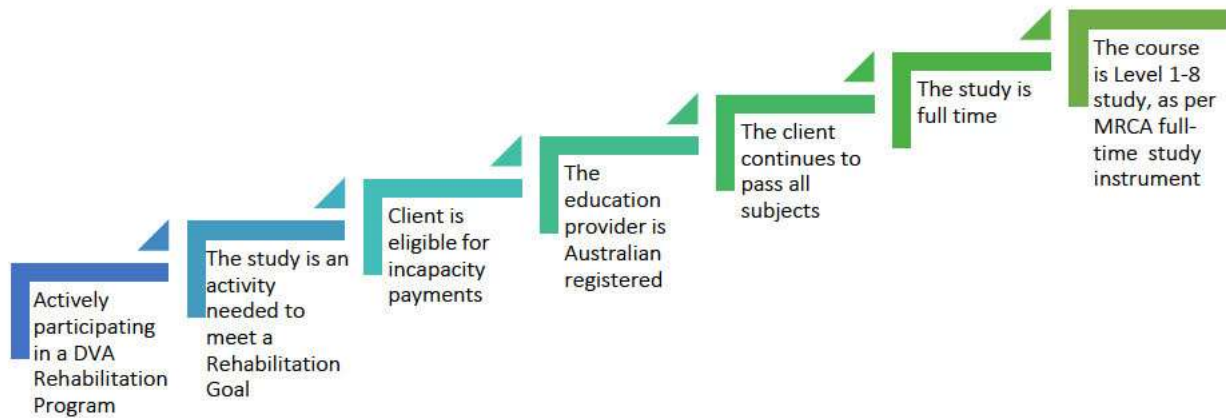 Actively
participating
in a DVA
Rehabilitation
Program
The study is an
activity
needed to
meet a
Rehabilitation
Goal
Client is
eligible for
incapacity
payments
The
education
provider is
Australian
registered
The client
continues to
pass all
subjects
The study is
full time
The course
is Level 1-8
study, as per
MRCA full-
time study
instrument